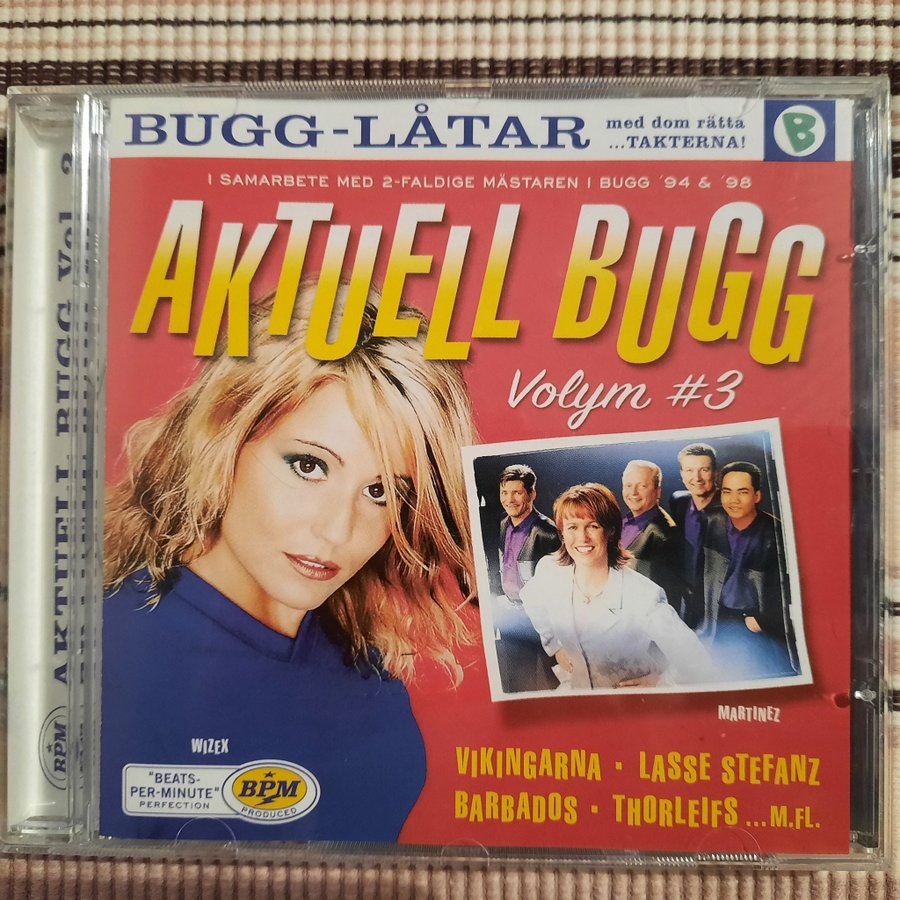 BUGG-LÅTAR
med dom rätta
...TAKTERNA!
B
I SAMARBETE MED 2-FALDIGE MÄSTAREN I BUGG ´94 & ´98
AKTUELL BUGG
Volym #3
MARTINEZ
WIZEX
VIKINGARNA · LASSE STEFANZ
BARBADOS · THORLEIFS ...M.FL.
"BEATS-
PER-MINUTE"
PERFECTION
BPM
PRODUCED
BPM
AKTUELL BUGG Vol